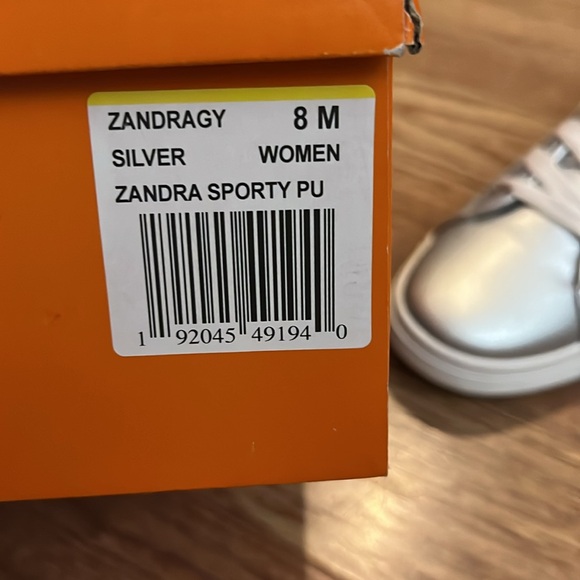 ZANDRAGY 8 M
SILVER WOMEN
ZANDRA SPORTY PU
1 92045 49194 0